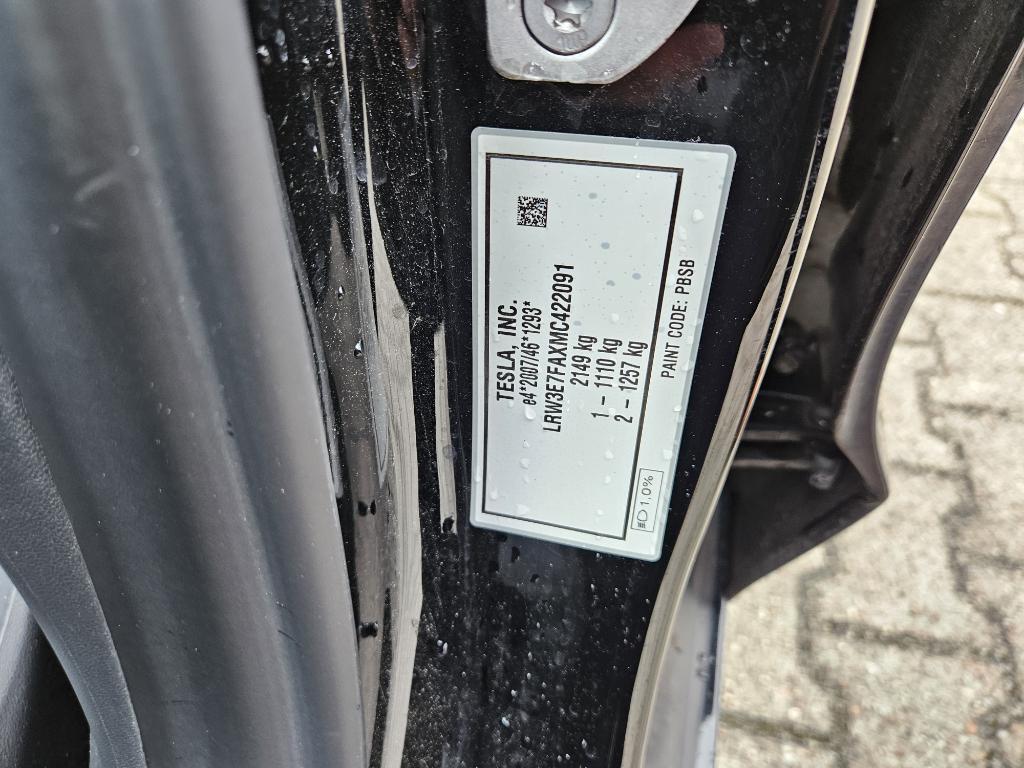 TESLA, INC.
e4*2007/46*1293*
LRW3E7FAXMC422091
2149 kg
1 – 1110 kg
2 – 1257 kg
PAINT CODE: PBSB
1,0%